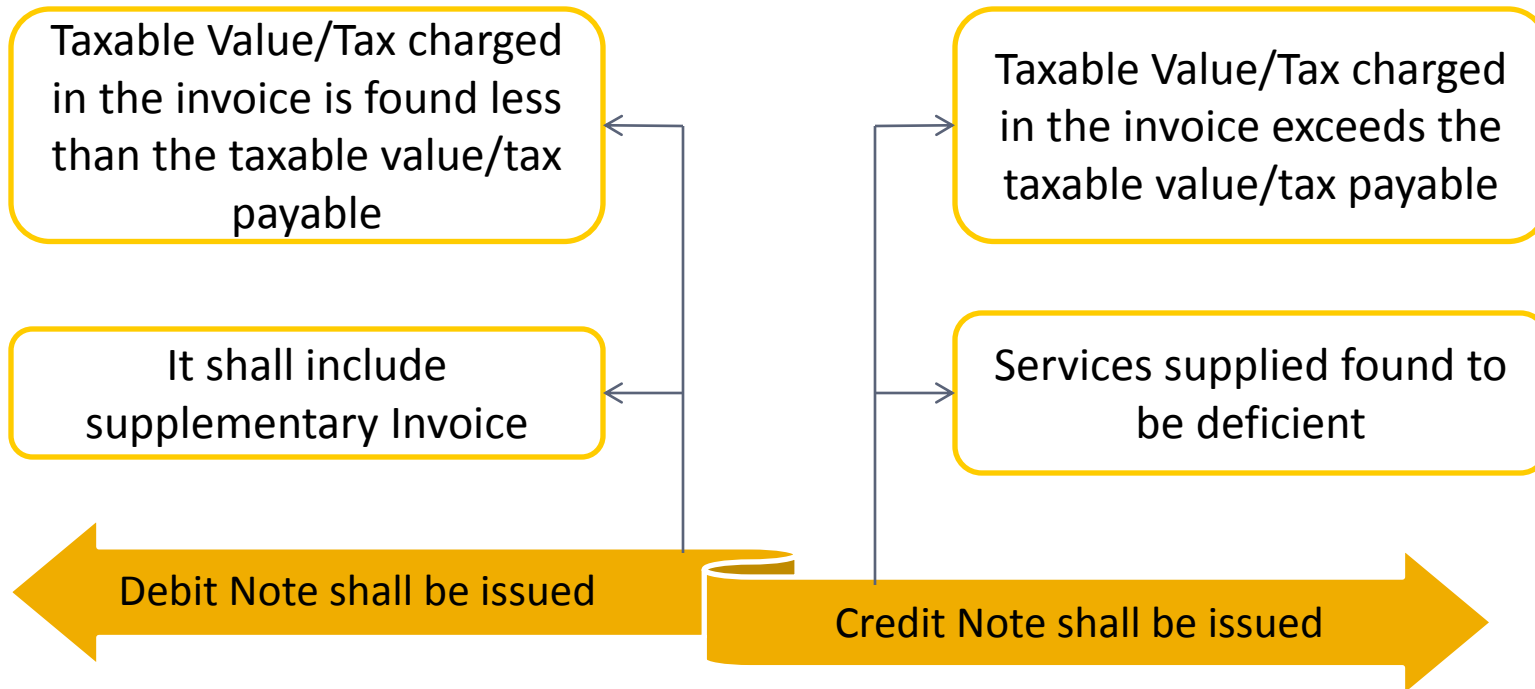 Taxable Value/Tax charged
in the invoice is found less
than the taxable value/tax
payable
Taxable Value/Tax charged
in the invoice exceeds the
taxable value/tax payable
It shall include
supplementary Invoice
Services supplied found to
be deficient
Debit Note shall be issued
Credit Note shall be issued